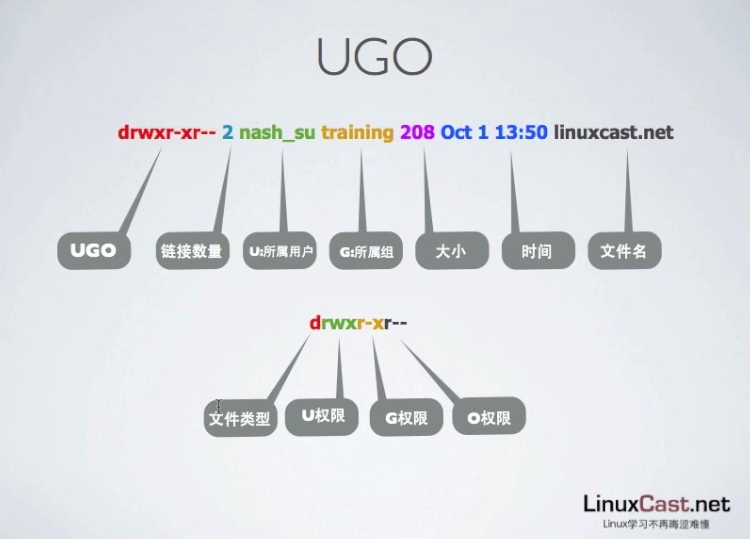 UGO
drwxr-xr-- 2 nash_su training 208 Oct 1 13:50 linuxcast.net
UGO 链接数量 U:所属用户 G:所属组 大小 时间 文件名
drwxr-xr--
文件类型 U权限 G权限 O权限
LinuxCast.net
Linux学习不再晦涩难懂